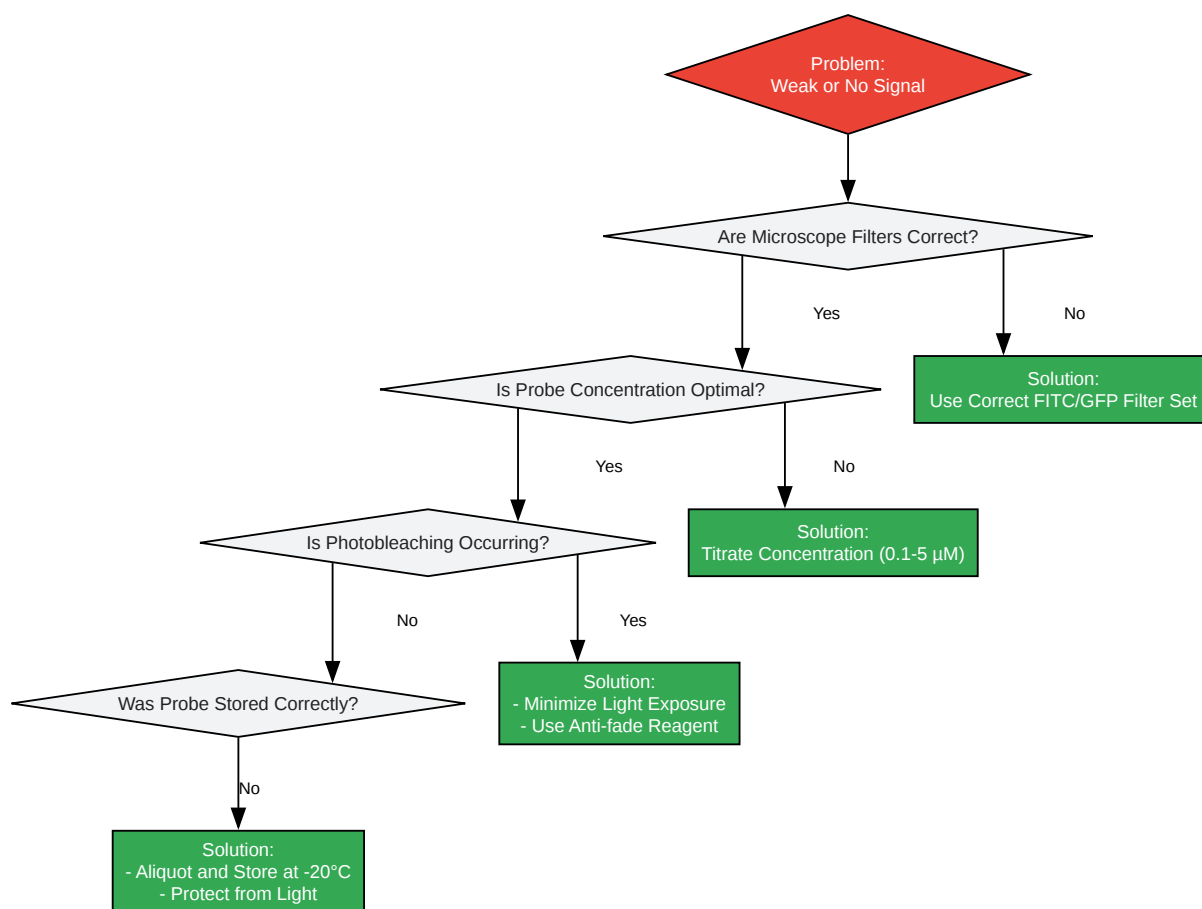 Problem:
Weak or No Signal
Are Microscope Filters Correct?
Yes
No
Is Probe Concentration Optimal?
Solution:
Use Correct FITC/GFP Filter Set
Yes
No
Is Photobleaching Occurring?
Solution:
Titrate Concentration (0.1-5 µM)
No
Yes
Was Probe Stored Correctly?
Solution:
- Minimize Light Exposure
- Use Anti-fade Reagent
No
Solution:
- Aliquot and Store at -20°C
- Protect from Light